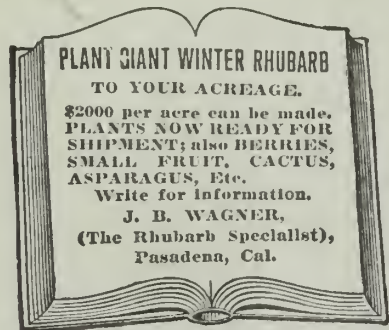 PLANT GIANT WINTER RHUBARB
TO YOUR ACREAGE.
$2000 per acre can be made.
PLANTS NOW READY FOR
SHIPMENT; also BERRIES,
SMALL FRUIT, CACTUS,
ASPARAGUS, Etc.
Write for information.
J. B. WAGNER,
(The Rhubarb Specialist),
Pasadena, Cal.